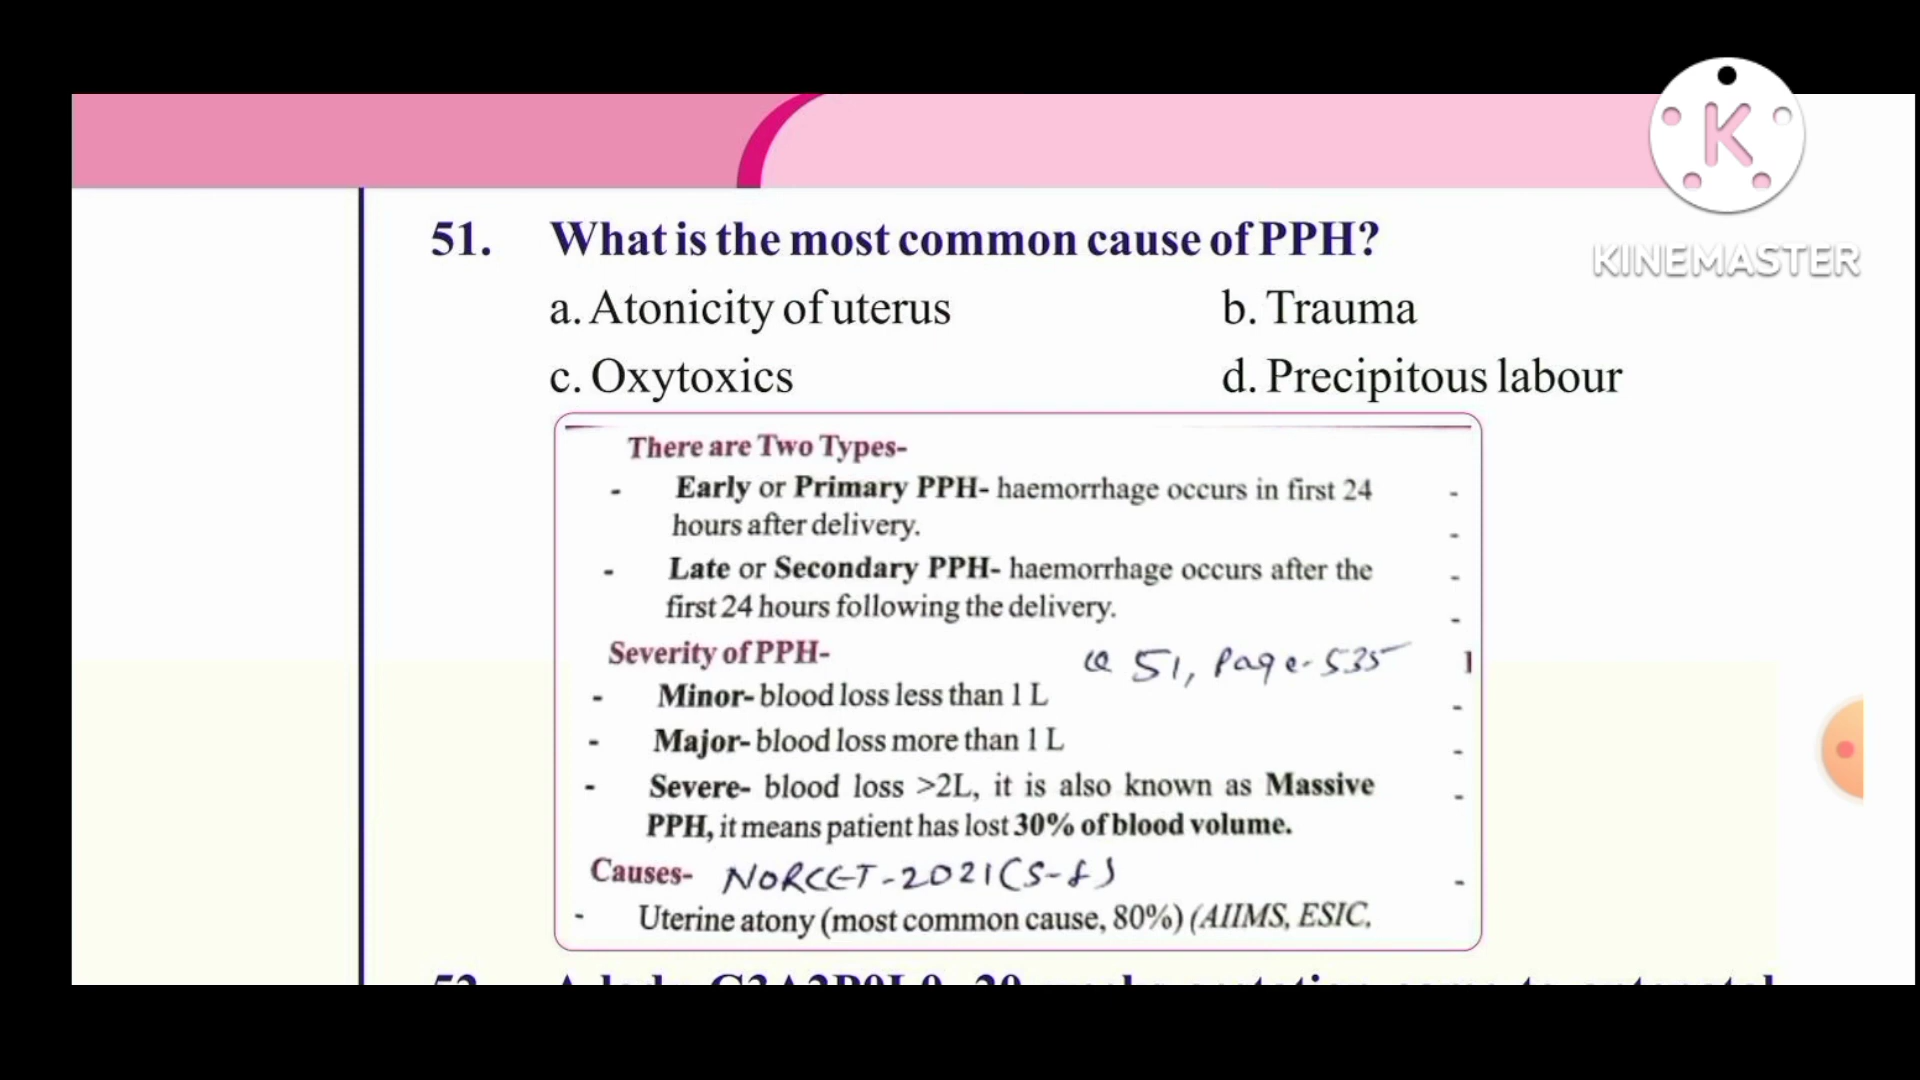 K
KINEMASTER
51. What is the most common cause of PPH?
a. Atonicity of uterus b. Trauma
c. Oxytoxics d. Precipitous labour
There are Two Types-
- Early or Primary PPH- haemorrhage occurs in first 24
hours after delivery.
- Late or Secondary PPH- haemorrhage occurs after the
first 24 hours following the delivery.
Severity of PPH-
Q 51, Page-535
- Minor- blood loss less than 1 L
- Major- blood loss more than 1 L
- Severe- blood loss >2L, it is also known as Massive
PPH, it means patient has lost 30% of blood volume.
Causes- NORCET-2021
- Uterine atony (most common cause, 80%) (AIIMS, ESIC,